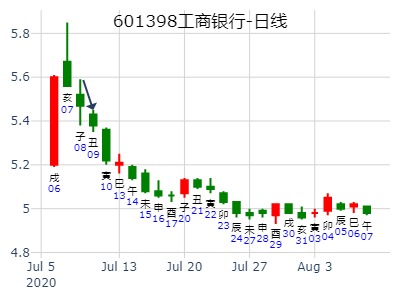 601398工商银行-日线
5.8
5.6
5.4
5.2
5
4.8
戌
06
亥
07
子
08
丑
09
寅
10
巳
13
午
14
未
15
申
16
酉
17
子
20
丑
21
寅
22
卯
23
辰
24
未
27
申
28
酉
29
戌
30
亥
31
寅
03
卯
04
辰
05
巳
06
午
07
Jul 5
2020
Jul 13
Jul 20
Jul 27
Aug 3